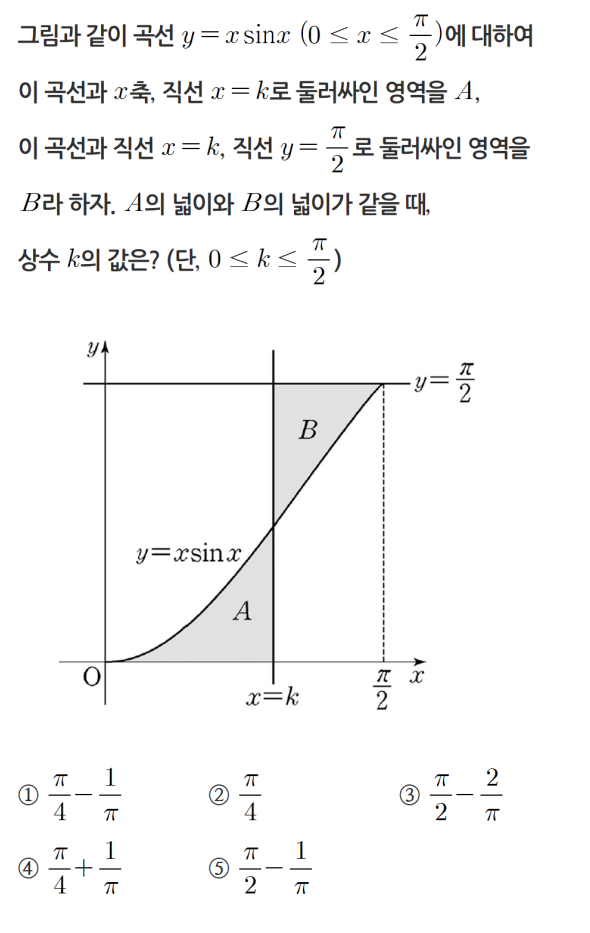 그림과 같이 곡선 y = x sinx (0 ≤ x ≤ π/2)에 대하여
이 곡선과 x축, 직선 x = k로 둘러싸인 영역을 A,
이 곡선과 직선 x = k, 직선 y = π/2 로 둘러싸인 영역을
B라 하자. A의 넓이와 B의 넓이가 같을 때,
상수 k의 값은? (단, 0 ≤ k ≤ π/2)
y
y=π/2
B
y=xsinx
A
O
x=k
π/2
x
① π/4 − 1/π ② π/4 ③ π/2 − 2/π
④ π/4 + 1/π ⑤ π/2 − 1/π